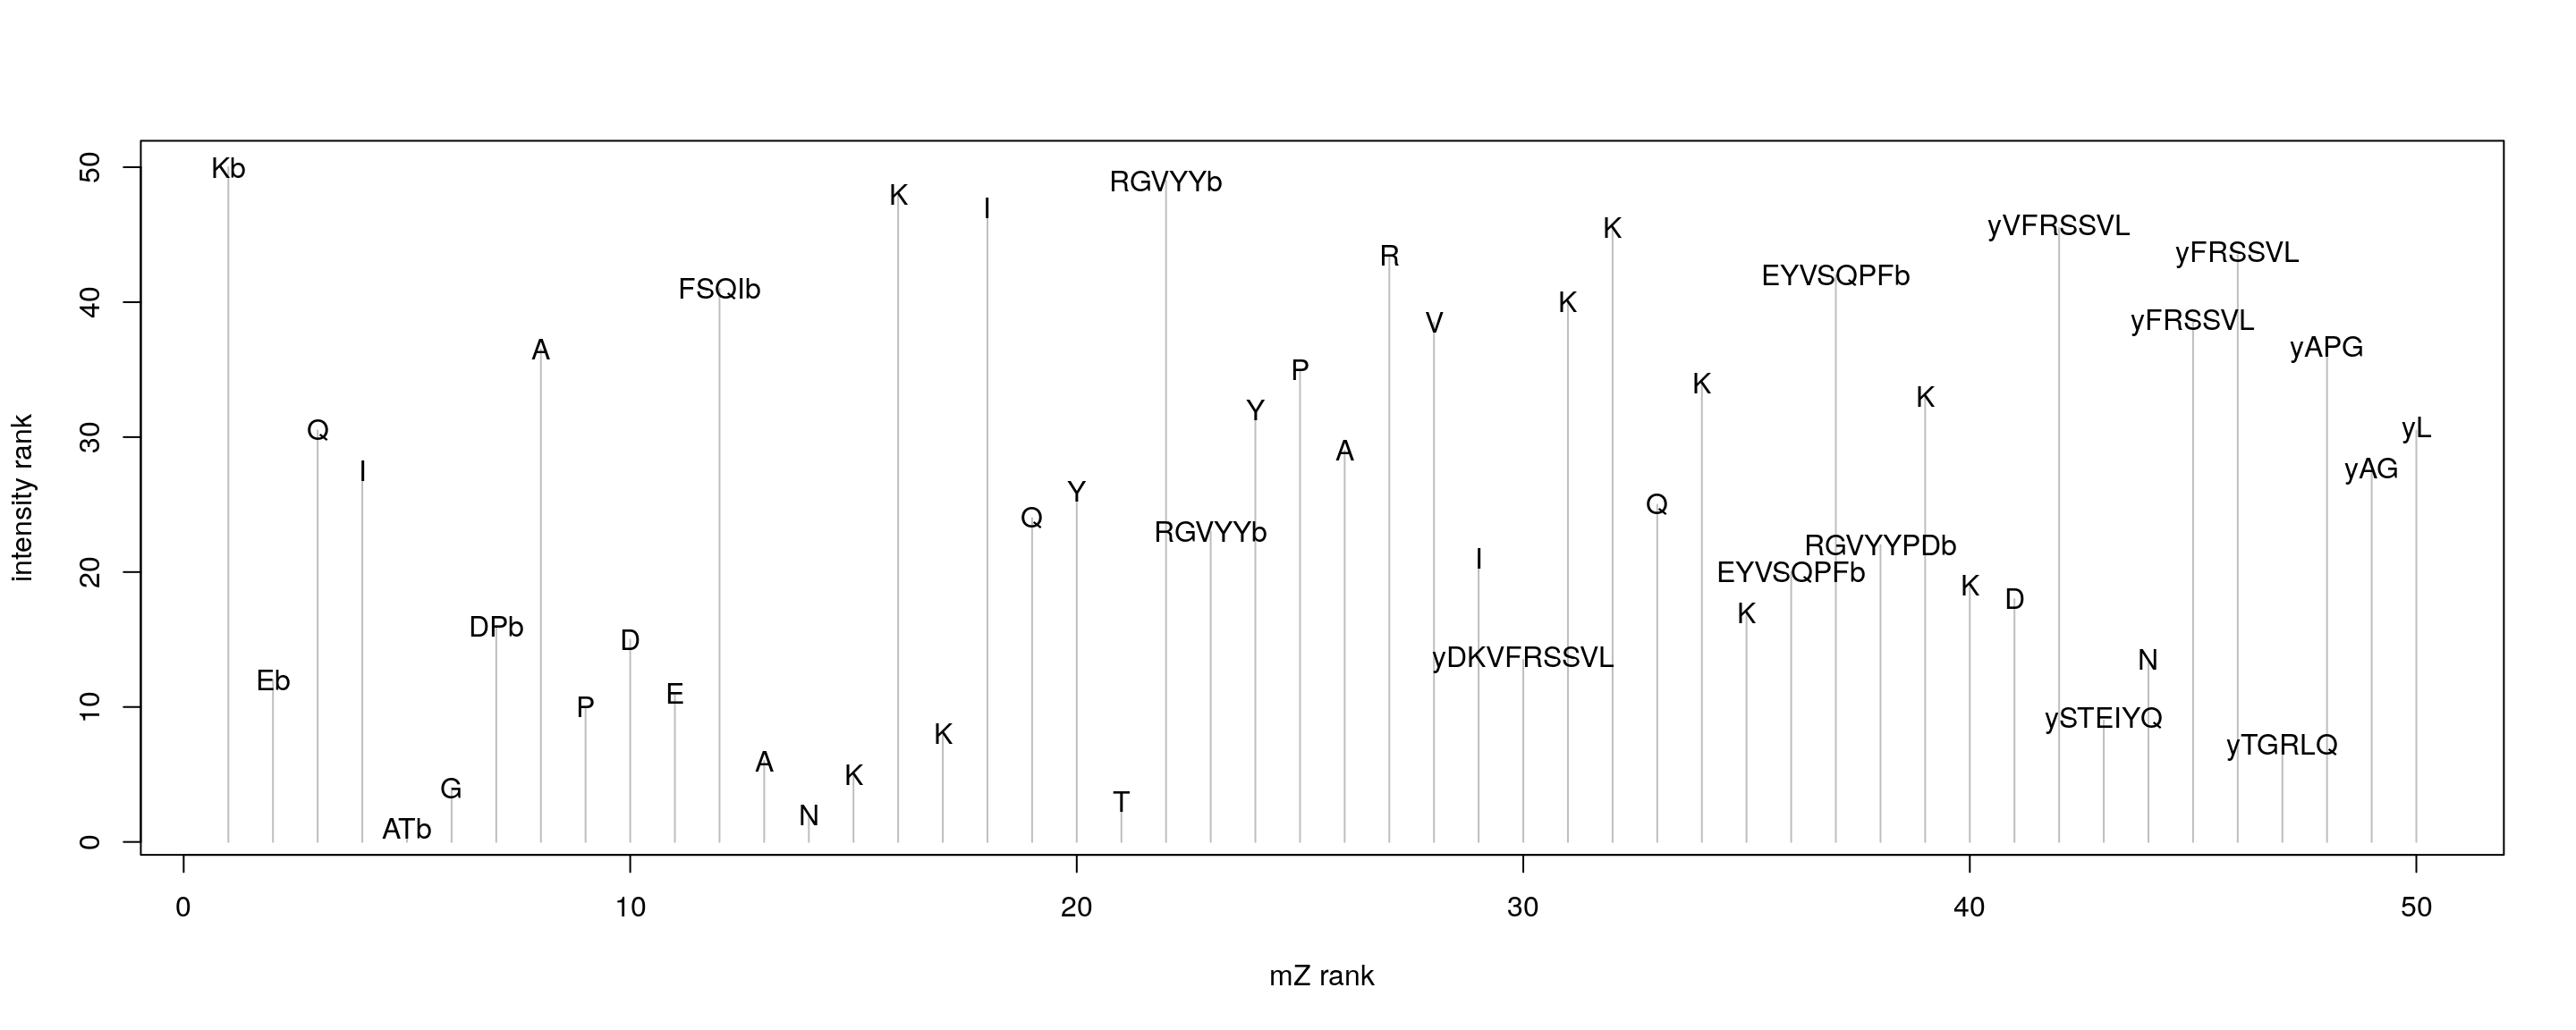 50
40
30
20
10
0
intensity rank
Kb
Eb
Q
I
ATb
G
DPb
A
P
D
E
FSQIb
A
N
K
K
K
I
Q
Y
T
RGVYYb
RGVYYb
Y
P
A
R
V
I
yDKVFRSSVL
K
K
Q
K
K
EYVSQPFb
EYVSQPFb
RGVYYPDb
K
K
D
yVFRSSVL
ySTEIYQ
N
yFRSSVL
yFRSSVL
yTGRLQ
yAPG
yAG
yL
0 10 20 30 40 50
mZ rank